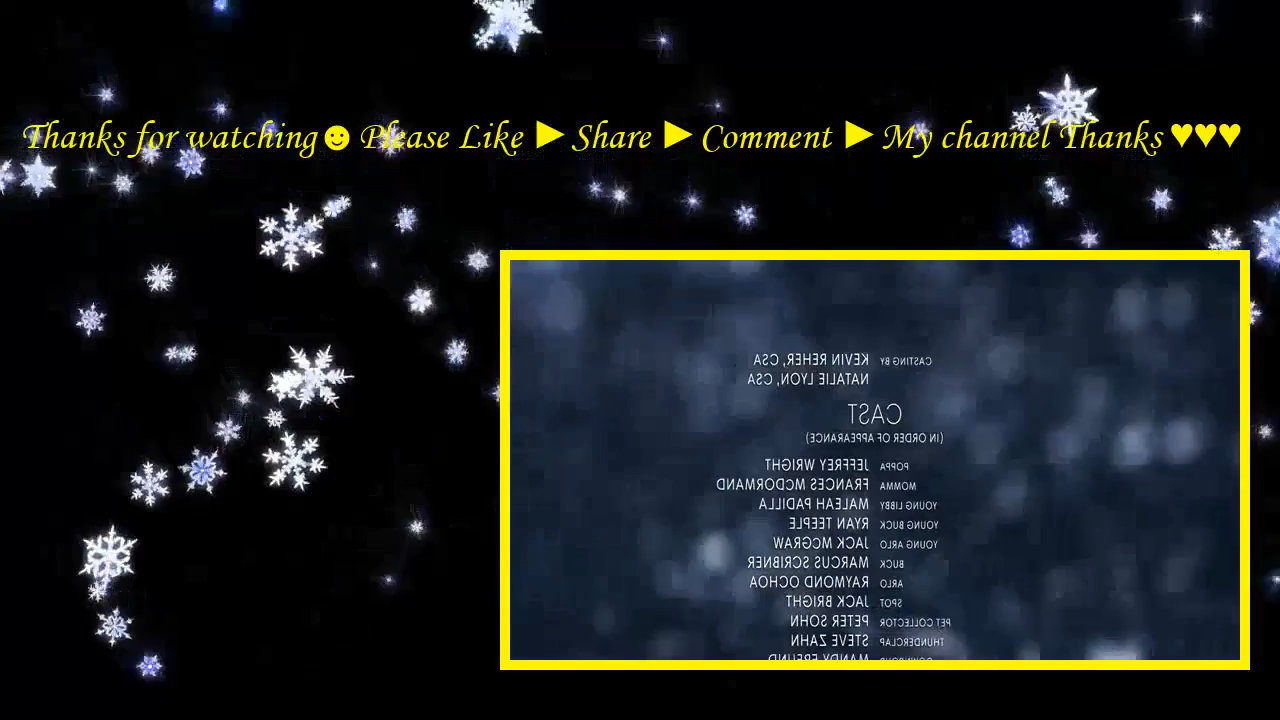 Thanks for watching☻Please Like ► Share ► Comment ► My channel Thanks ♥♥♥
CASTING BY KEVIN REHER, CSA
NATALIE LYON, CSA
CAST
(IN ORDER OF APPEARANCE)
POPPA JEFFREY WRIGHT
MOMMA FRANCES MCDORMAND
YOUNG LIBBY MALEAH PADILLA
YOUNG BUCK RYAN TEEPLE
YOUNG ARLO JACK MCGRAW
BUCK MARCUS SCRIBNER
ARLO RAYMOND OCHOA
SPOT JACK BRIGHT
PET COLLECTOR PETER SOHN
THUNDERCLAP STEVE ZAHN
MANDY FREUND